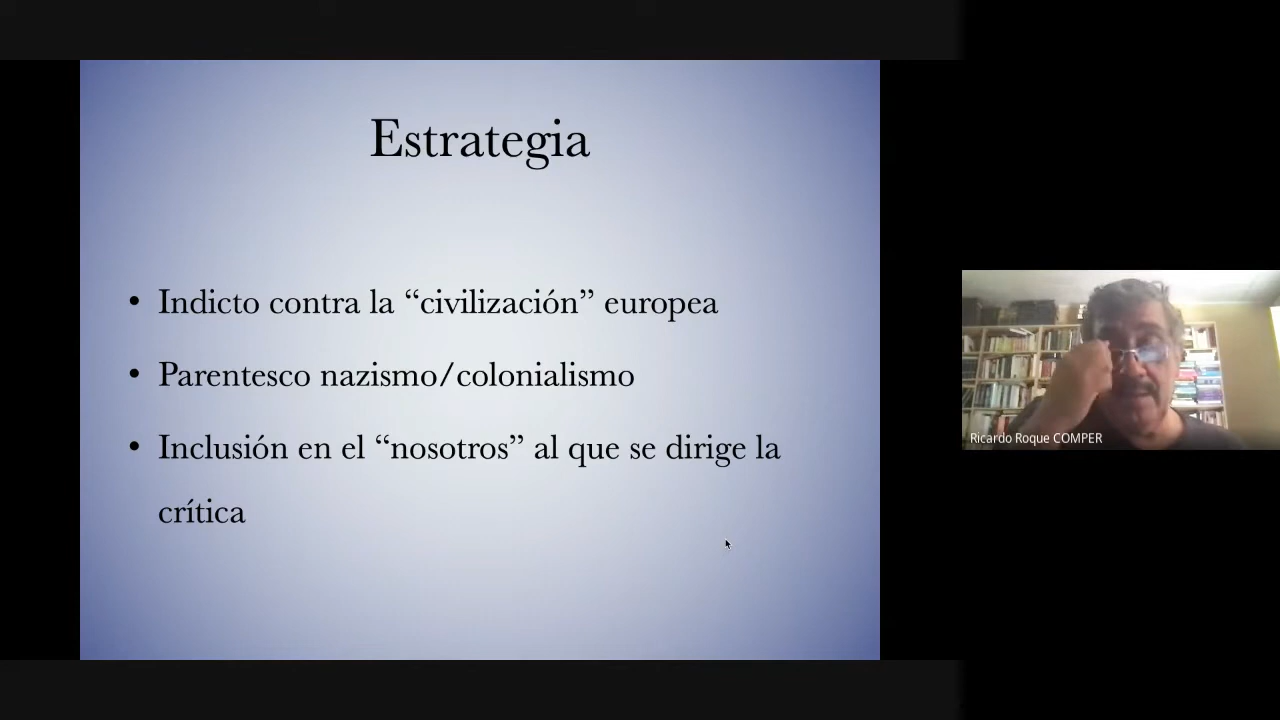 Estrategia
• Indicto contra la “civilización” europea
• Parentesco nazismo/colonialismo
• Inclusión en el “nosotros” al que se dirige la
crítica
Ricardo Roque COMPER